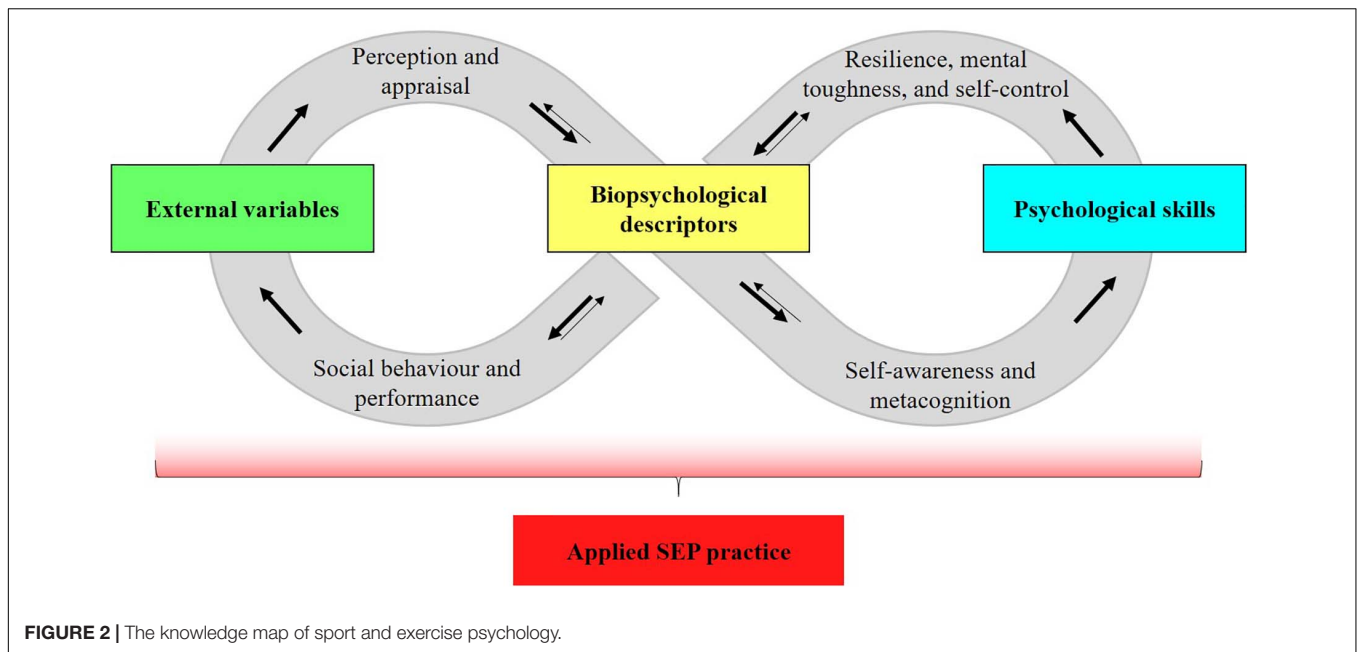 Perception and
appraisal
Resilience, mental
toughness, and self-control
External variables
Biopsychological
descriptors
Psychological skills
Social behaviour and
performance
Self-awareness and
metacognition
Applied SEP practice
FIGURE 2 | The knowledge map of sport and exercise psychology.